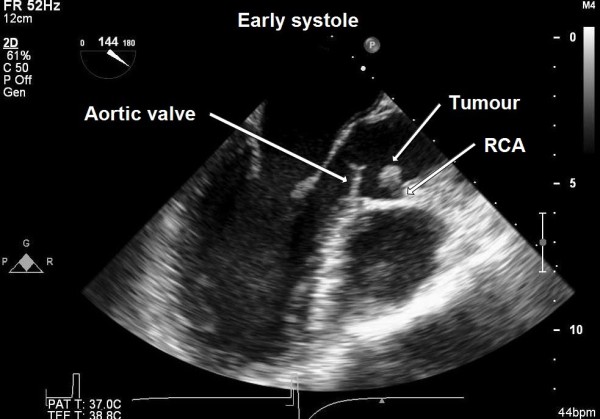 FR 52Hz
12cm
2D
61%
C 50
P Off
Gen
144
0
180
Early systole
P
M4
0
Aortic valve
Tumour
RCA
5
G
P
R
10
PAT T: 37.0C
TEE T: 38.8C
44bpm